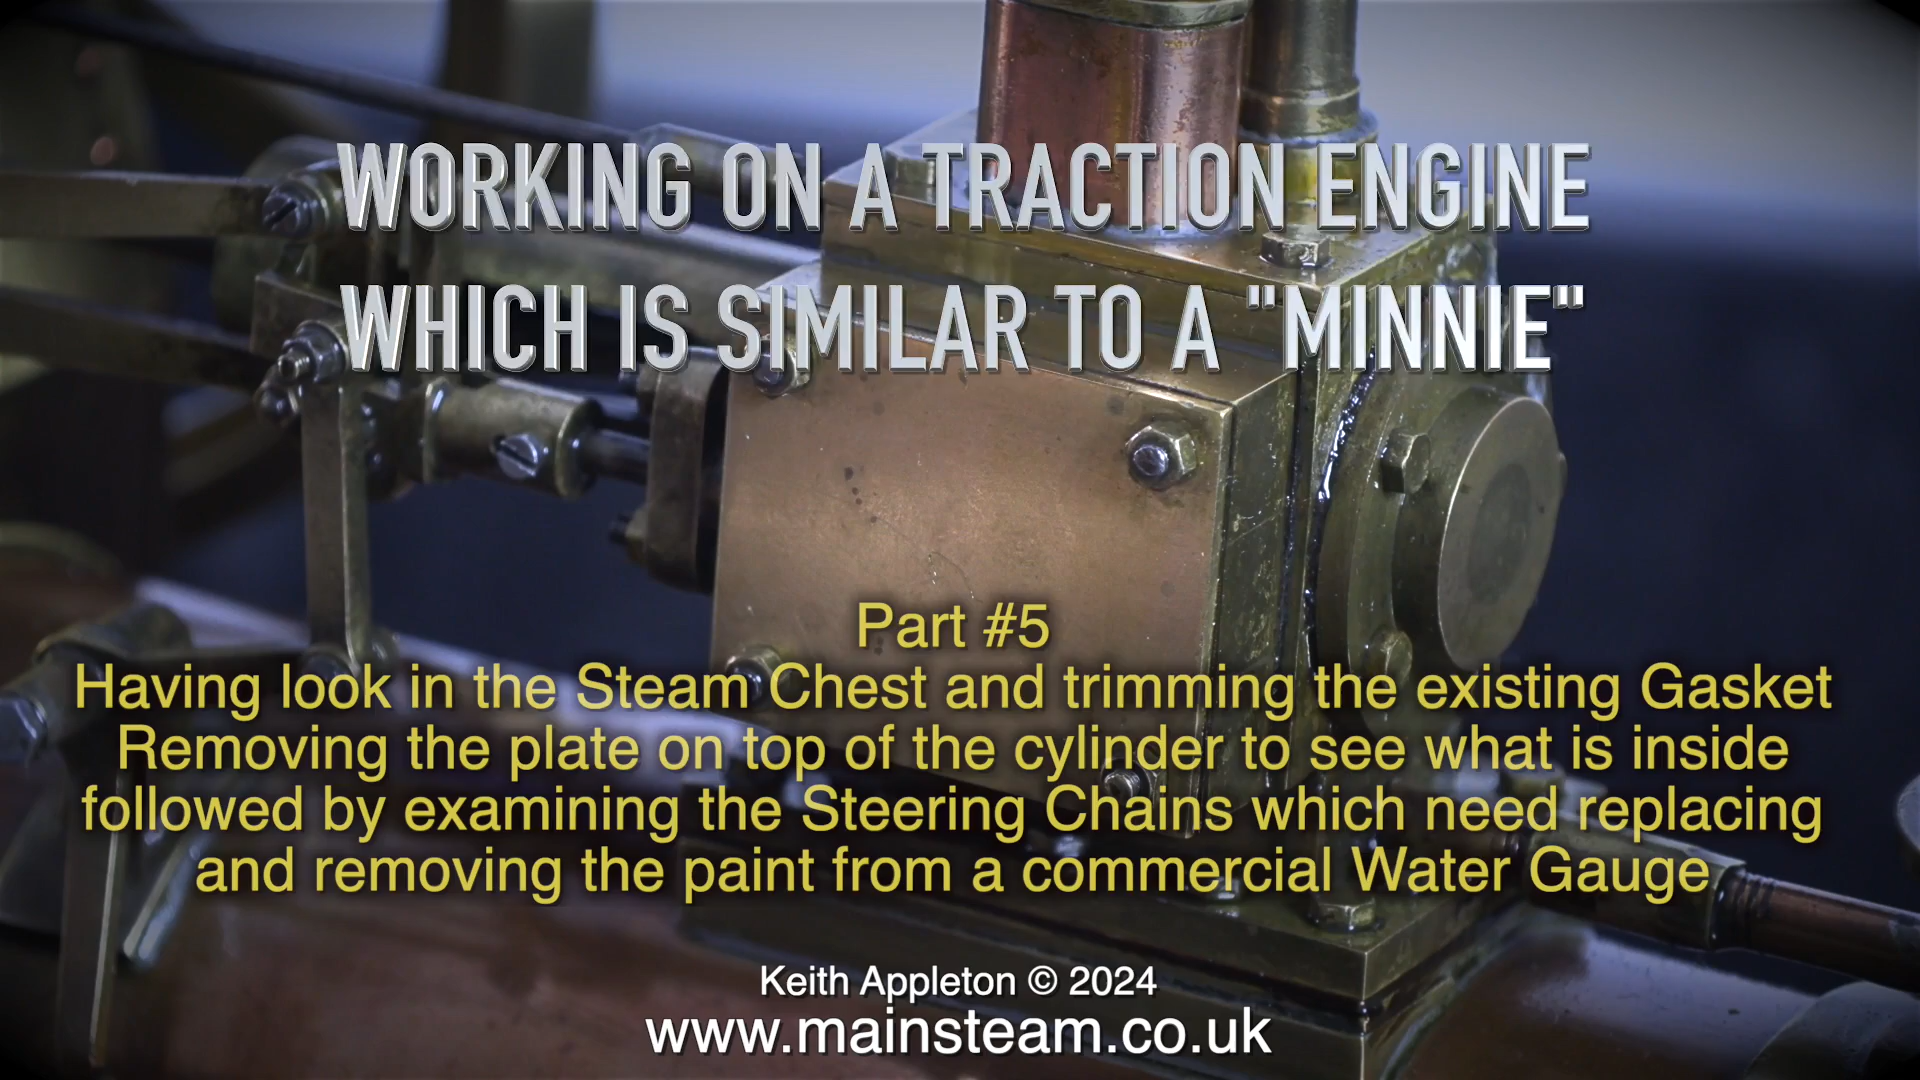 WORKING ON A TRACTION ENGINE
WHICH IS SIMILAR TO A "MINNIE"
Part #5
Having look in the Steam Chest and trimming the existing Gasket
Removing the plate on top of the cylinder to see what is inside
followed by examining the Steering Chains which need replacing
and removing the paint from a commercial Water Gauge
Keith Appleton © 2024
www.mainsteam.co.uk